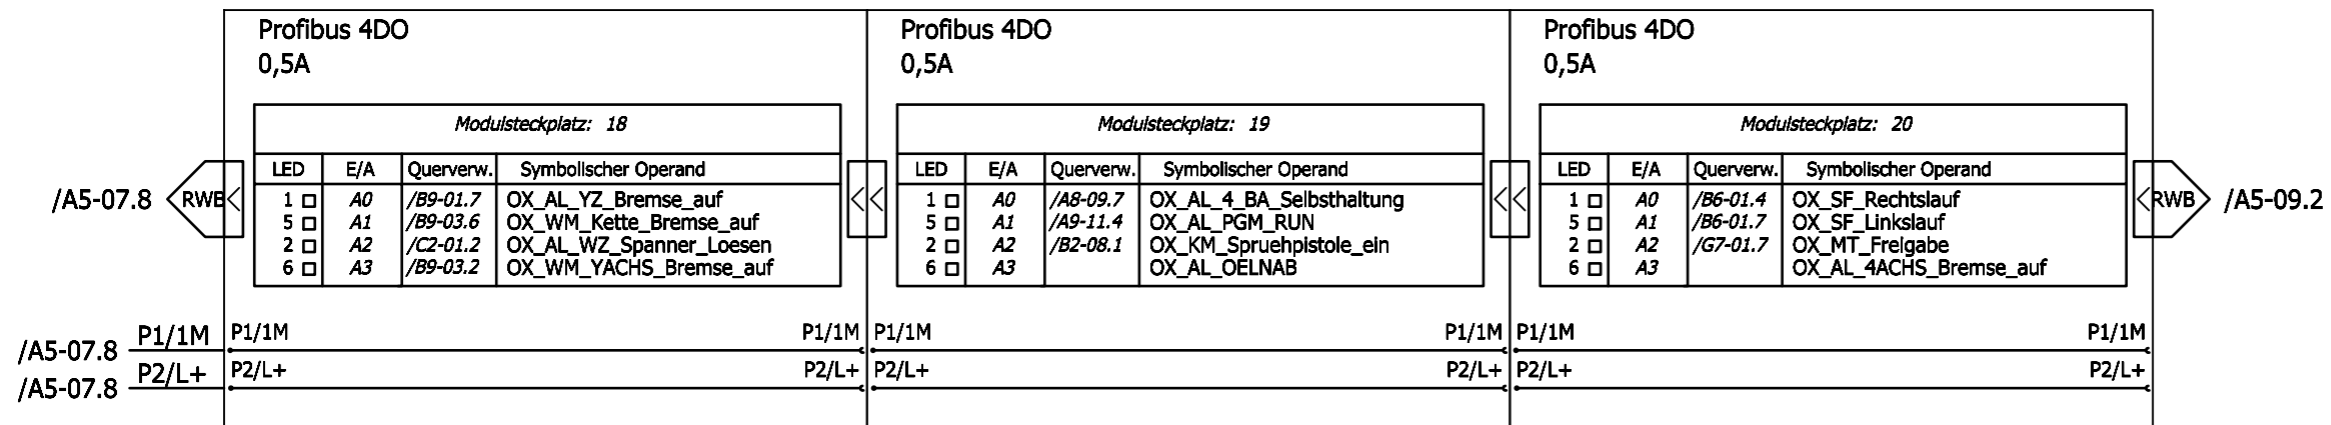 Profibus 4DO
0,5A
Modulsteckplatz: 18
LED E/A Querverw. Symbolischer Operand
1 A0 /B9-01.7 OX_AL_YZ_Bremse_auf
5 A1 /B9-03.6 OX_WM_Kette_Bremse_auf
2 A2 /C2-01.2 OX_AL_WZ_Spanner_Loesen
6 A3 /B9-03.2 OX_WM_YACHS_Bremse_auf
Profibus 4DO
0,5A
Modulsteckplatz: 19
LED E/A Querverw. Symbolischer Operand
1 A0 /A8-09.7 OX_AL_4_BA_Selbsthaltung
5 A1 /A9-11.4 OX_AL_PGM_RUN
2 A2 /B2-08.1 OX_KM_Spruehpistole_ein
6 A3 OX_AL_OELNAB
Profibus 4DO
0,5A
Modulsteckplatz: 20
LED E/A Querverw. Symbolischer Operand
1 A0 /B6-01.4 OX_SF_Rechtslauf
5 A1 /B6-01.7 OX_SF_Linkslauf
2 A2 /G7-01.7 OX_MT_Freigabe
6 A3 OX_AL_4ACHS_Bremse_auf
/A5-07.8 RWB
RWB /A5-09.2
/A5-07.8 P1/1M P1/1M P1/1M P1/1M P1/1M P1/1M P1/1M
/A5-07.8 P2/L+ P2/L+ P2/L+ P2/L+ P2/L+ P2/L+ P2/L+